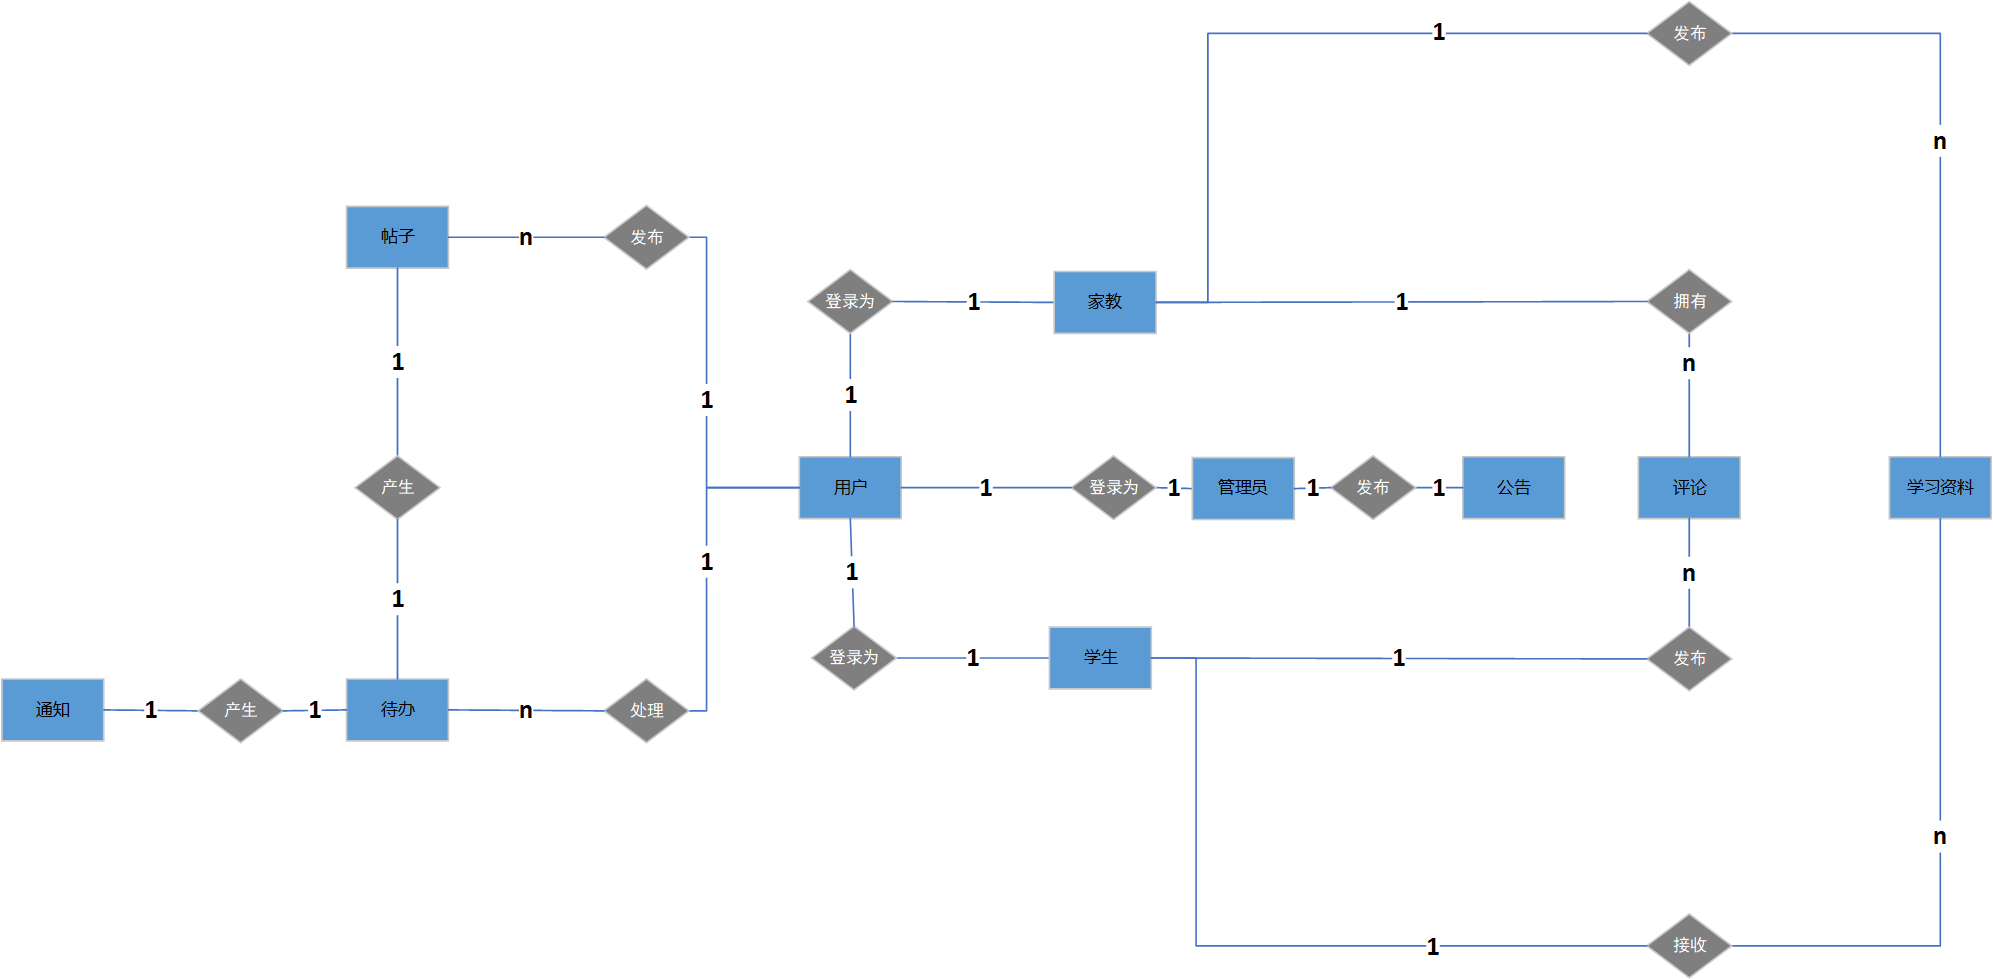 1
发布
n
帖子
n
发布
登录为
1
家教
1
拥有
1
n
1
1
产生
用户
1
登录为
1
管理员
1
发布
1
公告
评论
学习资料
1
1
1
n
登录为
1
学生
1
发布
通知
1
产生
1
待办
n
处理
n
1
接收